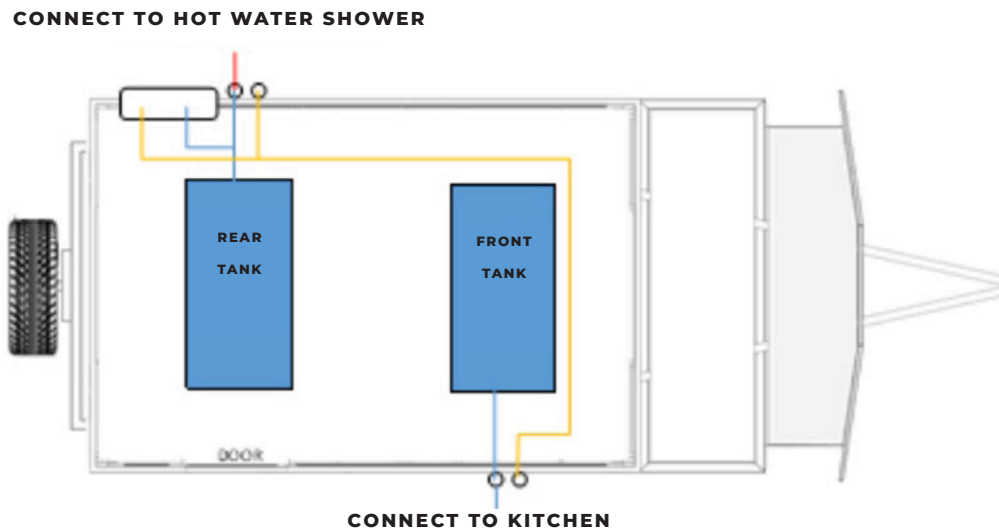 CONNECT TO HOT WATER SHOWER
REAR
TANK
FRONT
TANK
DOOR
CONNECT TO KITCHEN